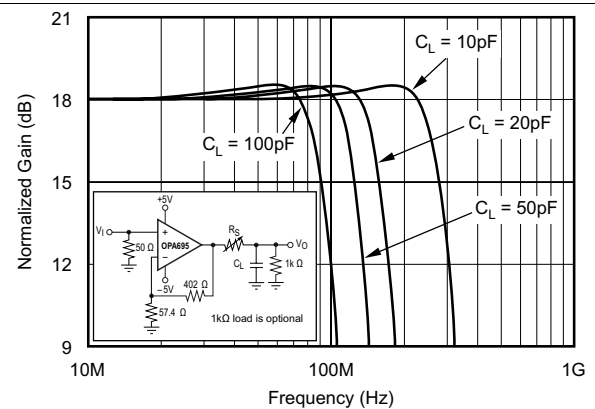 21
18
15
12
9
Normalized Gain (dB)
C_L = 10pF
C_L = 20pF
C_L = 100pF
C_L = 50pF
+5V
V_I
50 Ω
+
OPA695
−
−5V
R_S
V_O
C_L
1k Ω
402 Ω
57.4 Ω
1kΩ load is optional
10M
100M
1G
Frequency (Hz)